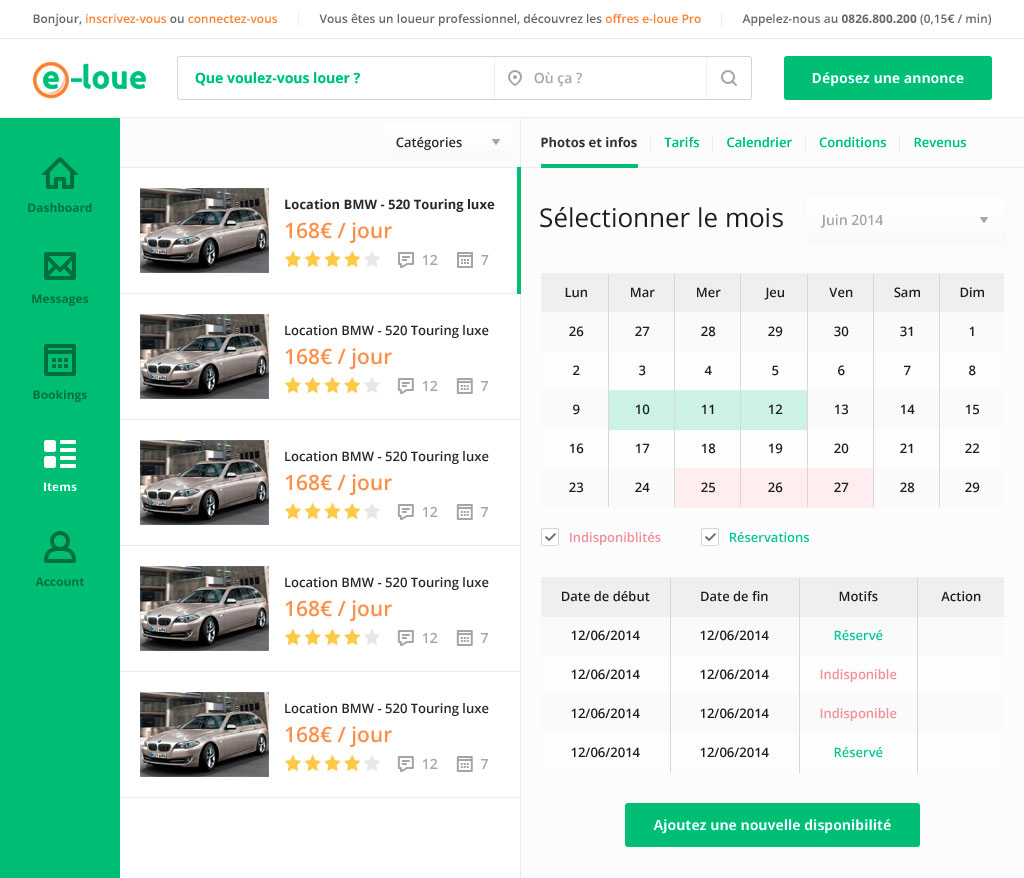 Bonjour, inscrivez-vous ou connectez-vous
Vous êtes un loueur professionnel, découvrez les offres e-loue Pro
Appelez-nous au 0826.800.200 (0,15€ / min)
e-loue
Que voulez-vous louer ?
Où ça ?
Déposez une annonce
Dashboard
Messages
Bookings
Items
Account
Catégories
Location BMW - 520 Touring luxe
168€ / jour
12 7
Location BMW - 520 Touring luxe
168€ / jour
12 7
Location BMW - 520 Touring luxe
168€ / jour
12 7
Location BMW - 520 Touring luxe
168€ / jour
12 7
Location BMW - 520 Touring luxe
168€ / jour
12 7
Photos et infos Tarifs Calendrier Conditions Revenus
Sélectionner le mois
Juin 2014
Lun Mar Mer Jeu Ven Sam Dim
26 27 28 29 30 31 1
2 3 4 5 6 7 8
9 10 11 12 13 14 15
16 17 18 19 20 21 22
23 24 25 26 27 28 29
Indisponiblités Réservations
Date de début Date de fin Motifs Action
12/06/2014 12/06/2014 Réservé
12/06/2014 12/06/2014 Indisponible
12/06/2014 12/06/2014 Indisponible
12/06/2014 12/06/2014 Réservé
Ajoutez une nouvelle disponibilité